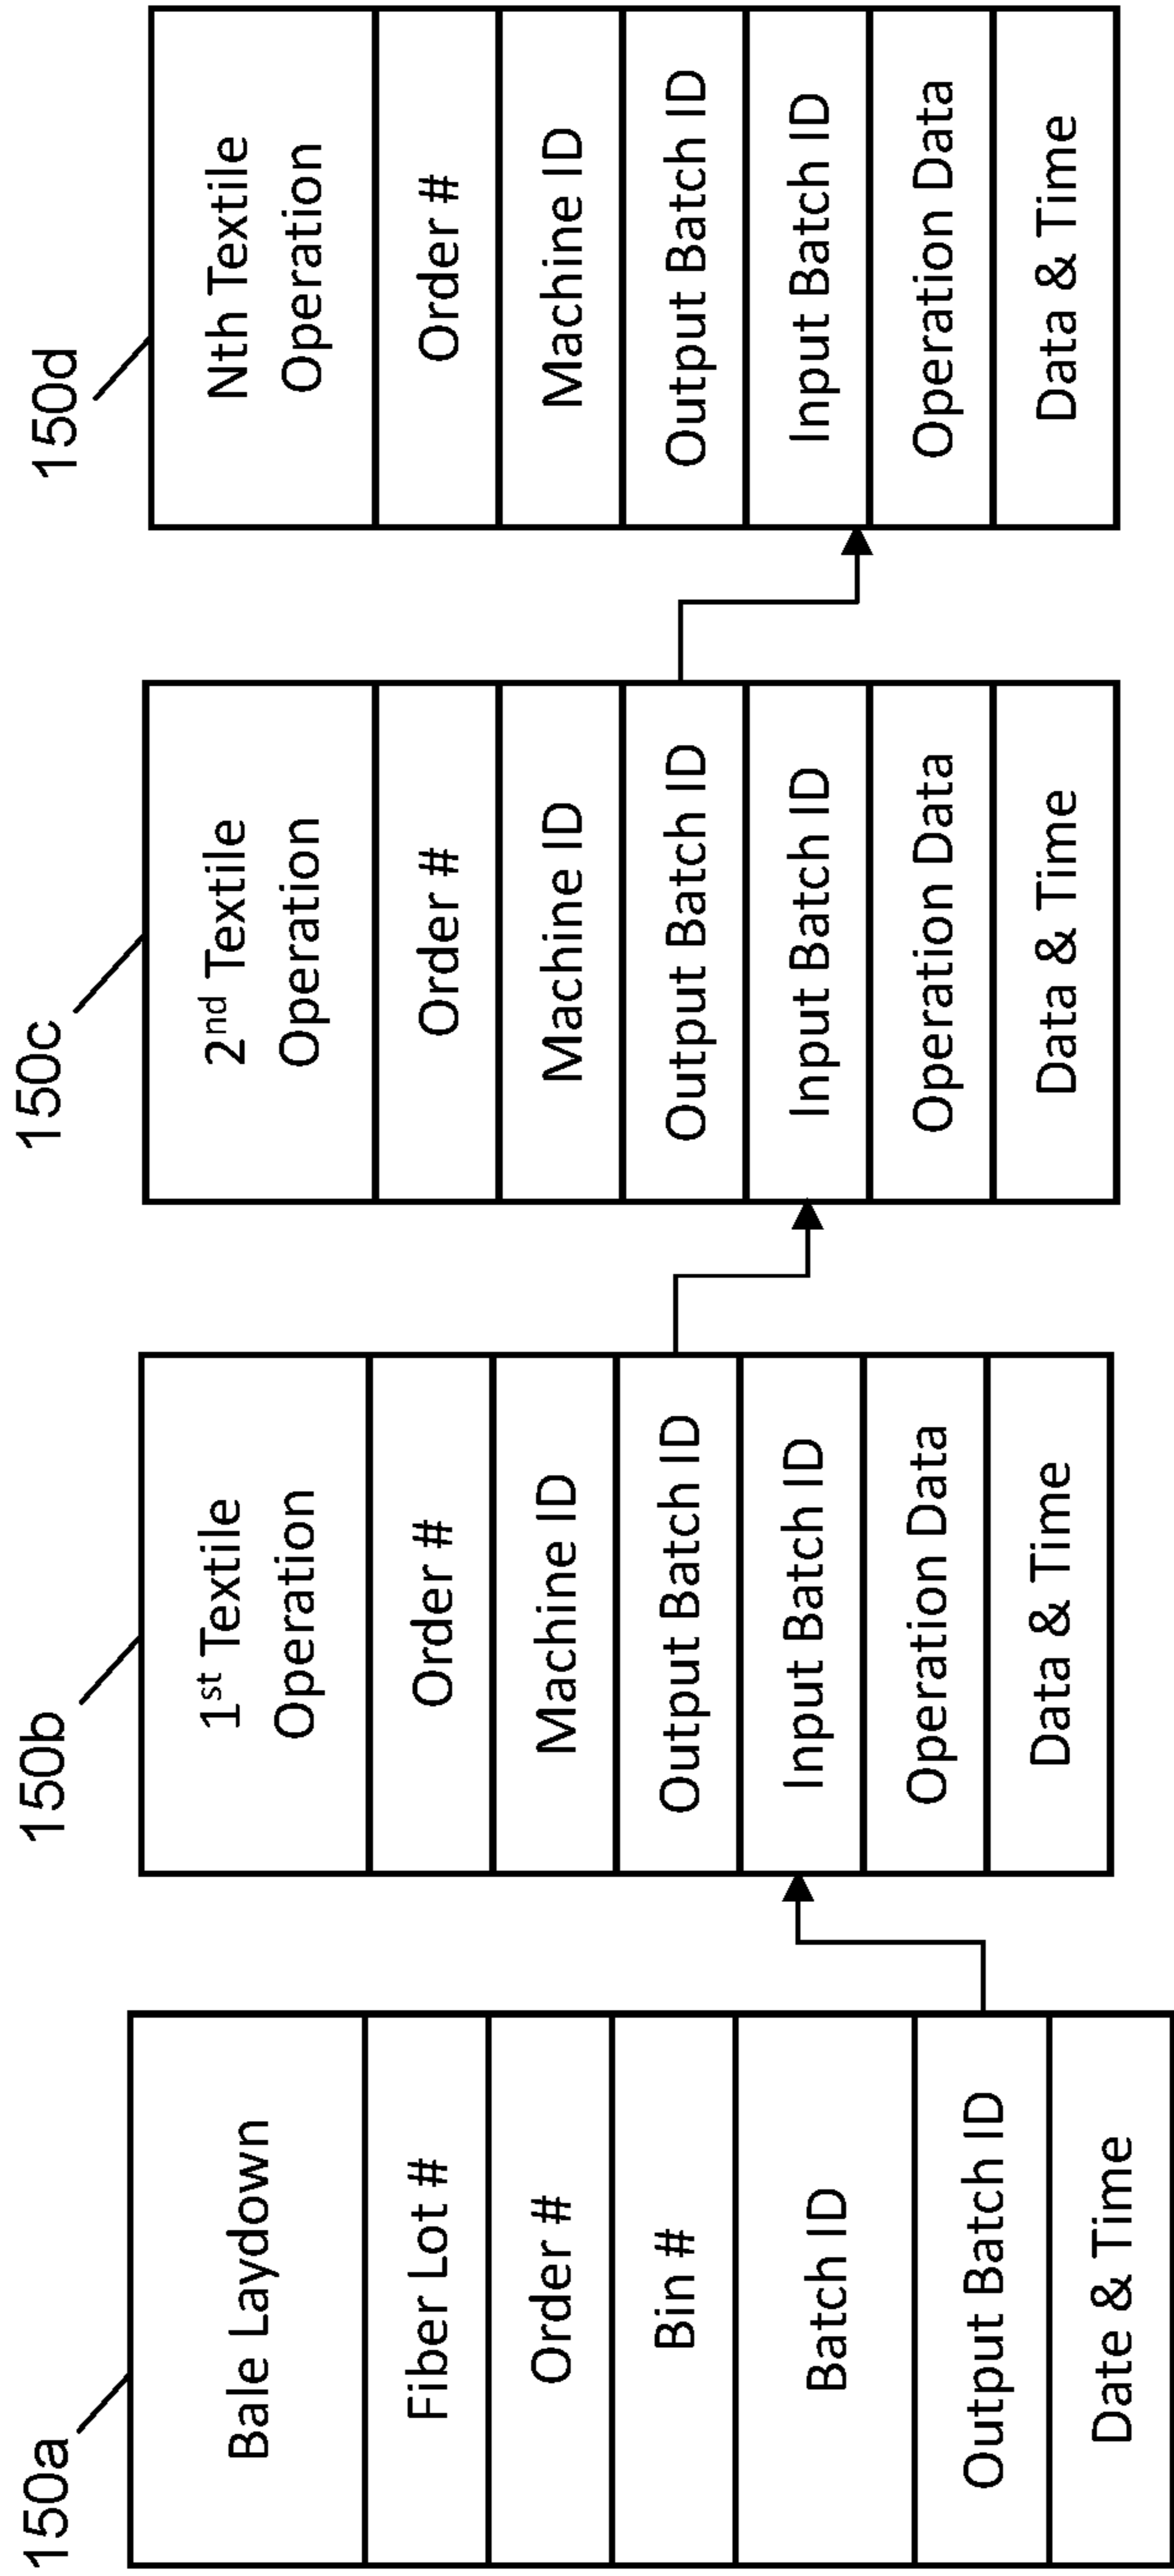 150a
Bale Laydown
Fiber Lot #
Order #
Bin #
Batch ID
Output Batch ID
Date & Time
150b
1st Textile
Operation
Order #
Machine ID
Output Batch ID
Input Batch ID
Operation Data
Data & Time
150c
2nd Textile
Operation
Order #
Machine ID
Output Batch ID
Input Batch ID
Operation Data
Data & Time
150d
Nth Textile
Operation
Order #
Machine ID
Output Batch ID
Input Batch ID
Operation Data
Data & Time